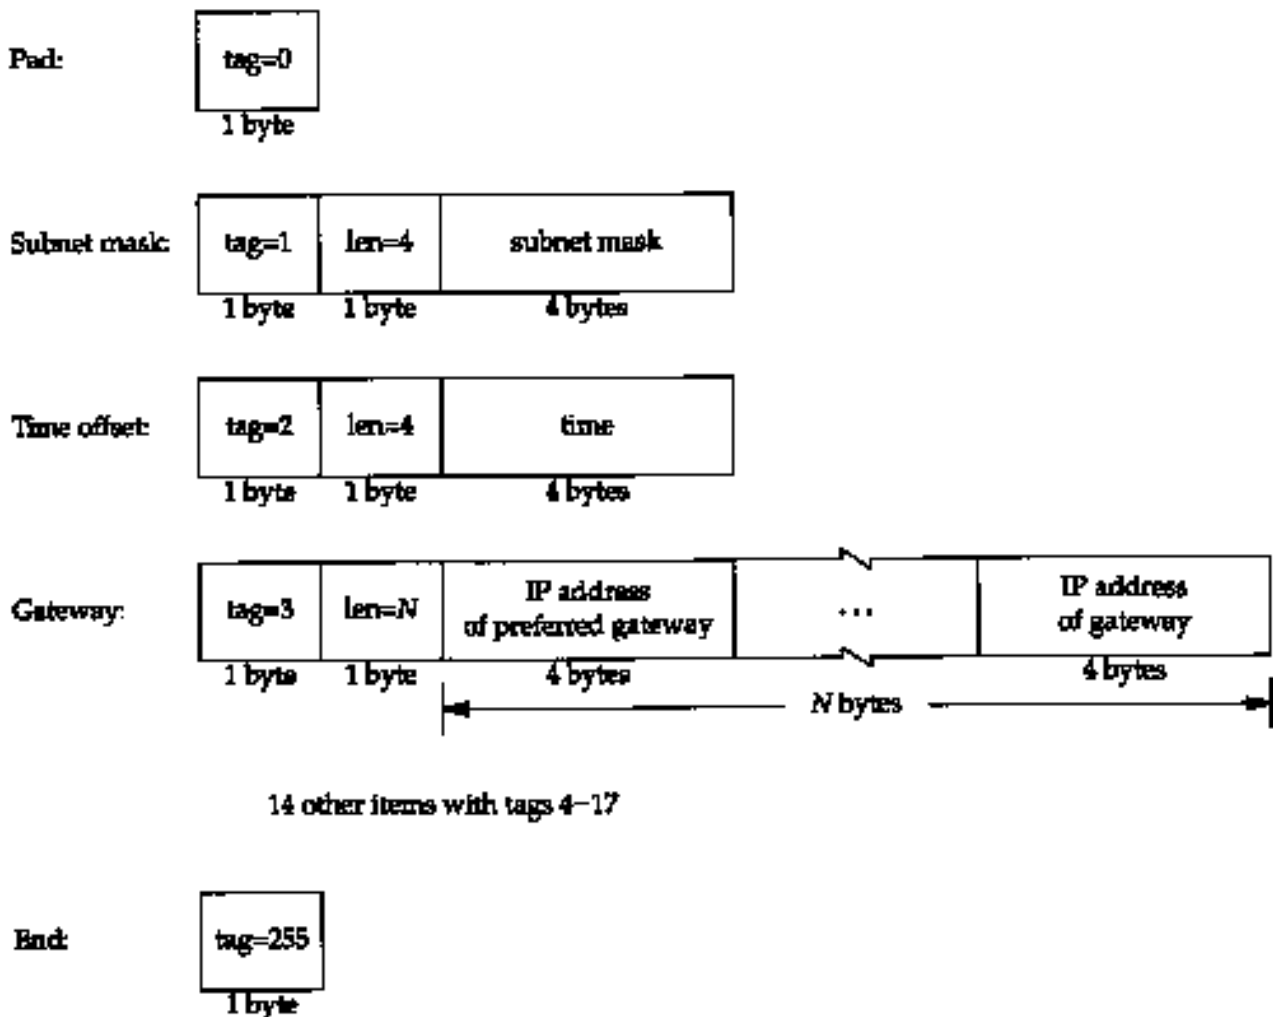 Pad:
tag=0
1 byte
Subnet mask:
tag=1 len=4 subnet mask
1 byte 1 byte 4 bytes
Time offset:
tag=2 len=4 time
1 byte 1 byte 4 bytes
Gateway:
tag=3 len=N IP address of preferred gateway ... IP address of gateway
1 byte 1 byte 4 bytes 4 bytes
N bytes
14 other items with tags 4–17
End:
tag=255
1 byte